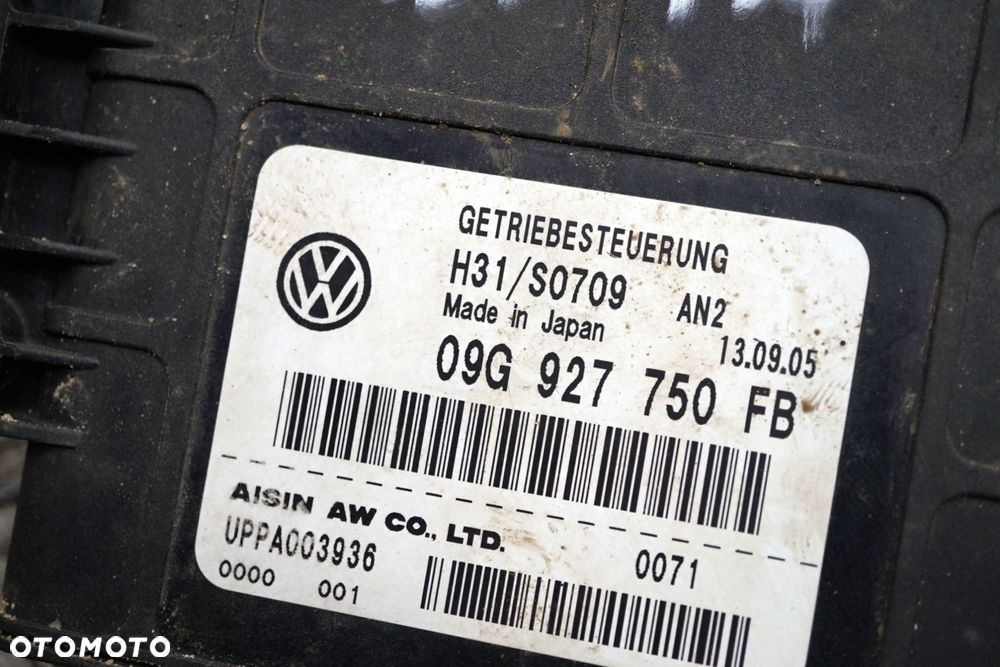 GETRIEBESTEUERUNG
H31/S0709 AN2
Made in Japan 13.09.05
09G 927 750 FB
AISIN AW CO., LTD.
UPPA003936 0071
0000 001
OTOMOTO